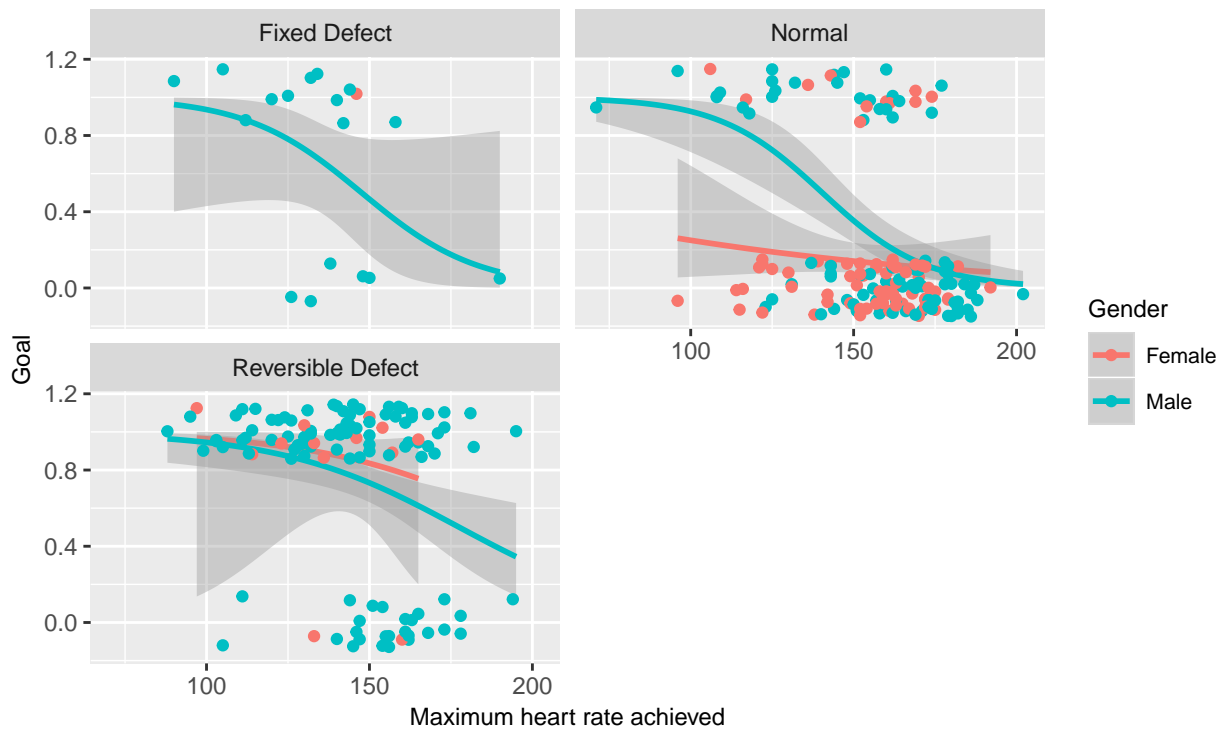 Fixed Defect
Normal
1.2
0.8
0.4
0.0
100
150
200
Goal
Reversible Defect
1.2
0.8
0.4
0.0
100
150
200
Maximum heart rate achieved
Gender
Female
Male